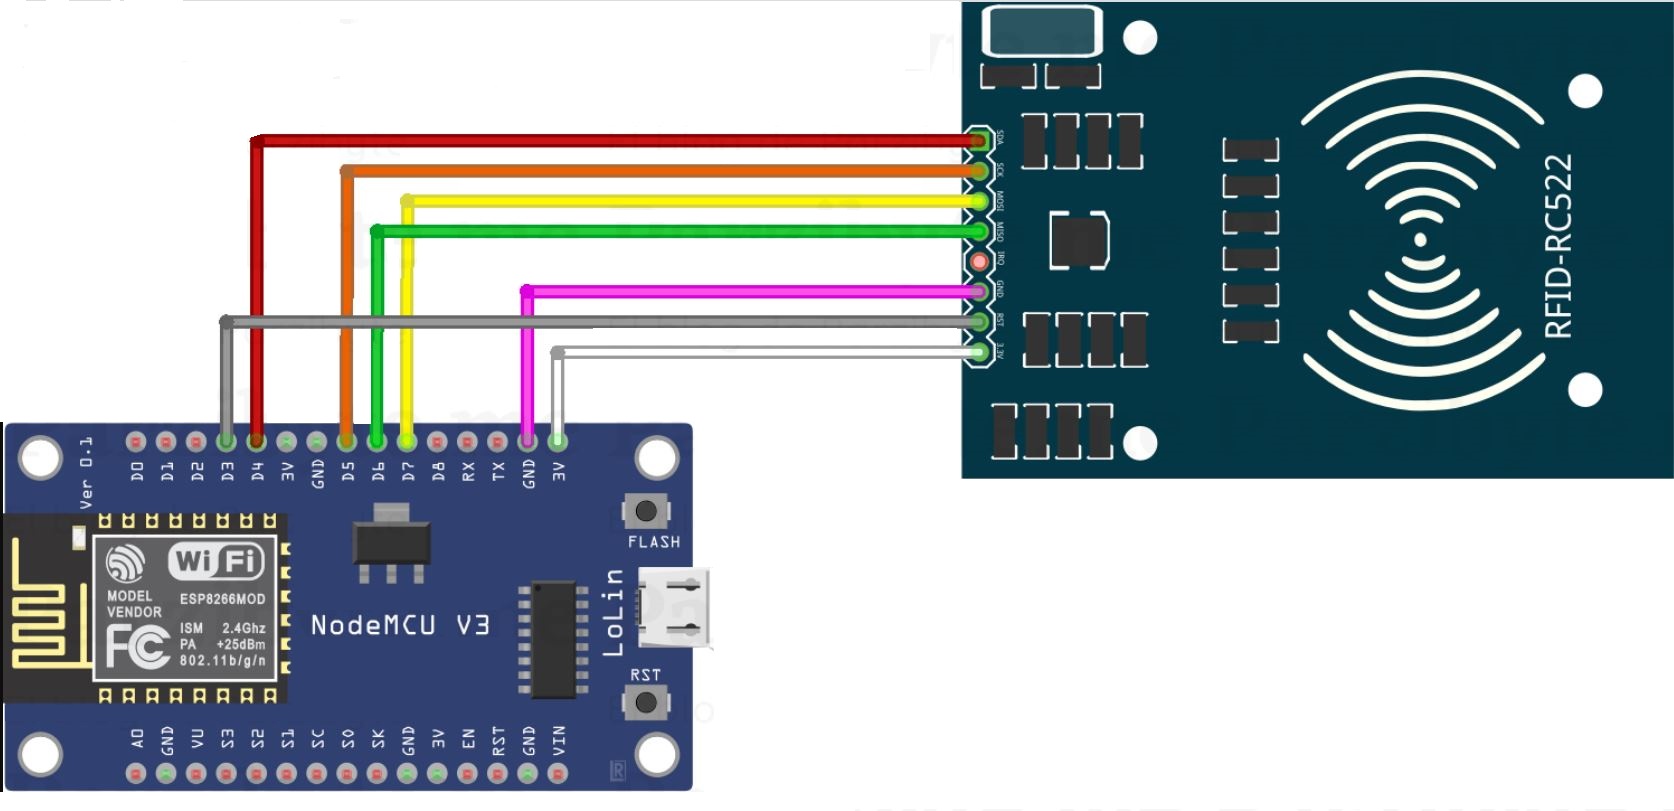 SDA
SCK
MOSI
MISO
IRQ
GND
RST
3.3V
RFID-RC522
Ver 0.1
D0
D1
D2
D3
D4
3V
GND
D5
D6
D7
D8
RX
TX
GND
3V
FLASH
WiFi
MODEL
VENDOR
ESP8266MOD
FC
ISM 2.4Ghz
PA +25dBm
802.11b/g/n
NodeMCU V3
LoLin
RST
A0
GND
VU
S3
S2
S1
SC
S0
SK
GND
3V
EN
RST
GND
VIN
R